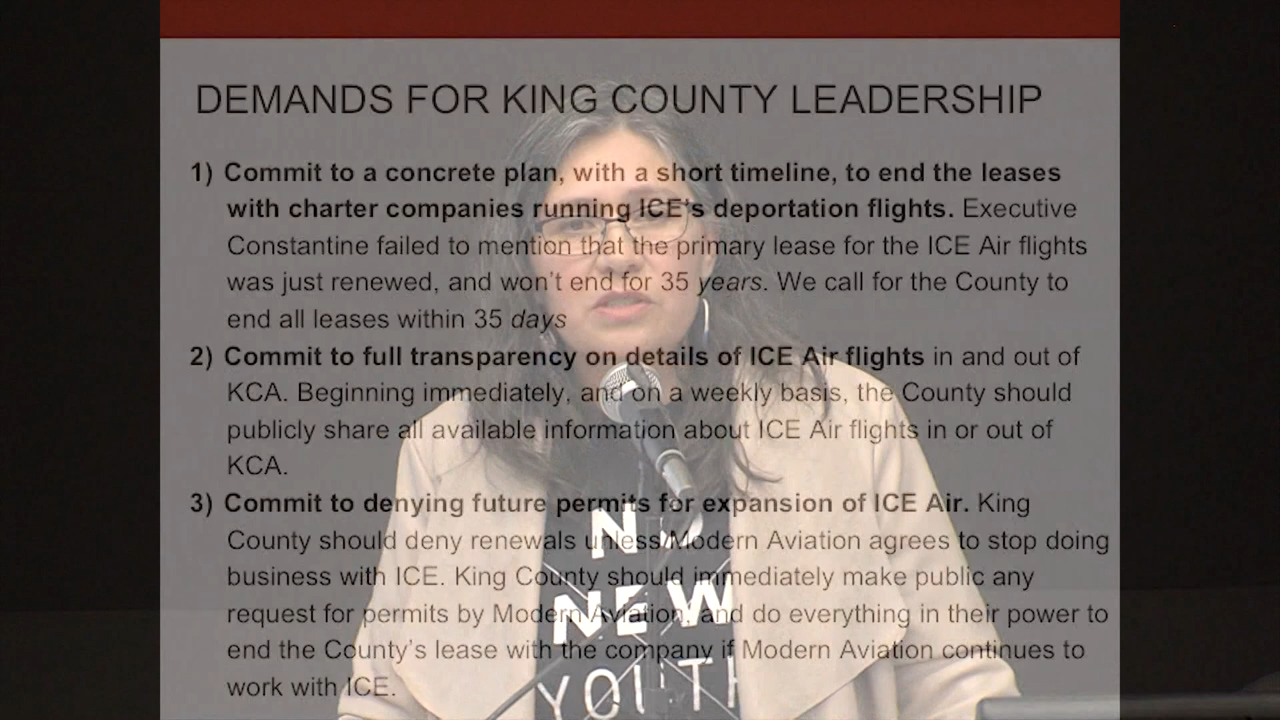 DEMANDS FOR KING COUNTY LEADERSHIP
1) Commit to a concrete plan, with a short timeline, to end the leases
with charter companies running ICE's deportation flights. Executive
Constantine failed to mention that the primary lease for the ICE Air flights
was just renewed, and won't end for 35 years. We call for the County to
end all leases within 35 days
2) Commit to full transparency on details of ICE Air flights in and out of
KCA. Beginning immediately, and on a weekly basis, the County should
publicly share all available information about ICE Air flights in or out of
KCA.
3) Commit to denying future permits for expansion of ICE Air. King
County should deny renewals unless Modern Aviation agrees to stop doing
business with ICE. King County should immediately make public any
request for permits by Modern Aviation, and do everything in their power to
end the County's lease with the company if Modern Aviation continues to
work with ICE.
NO
NEW
YOUTH